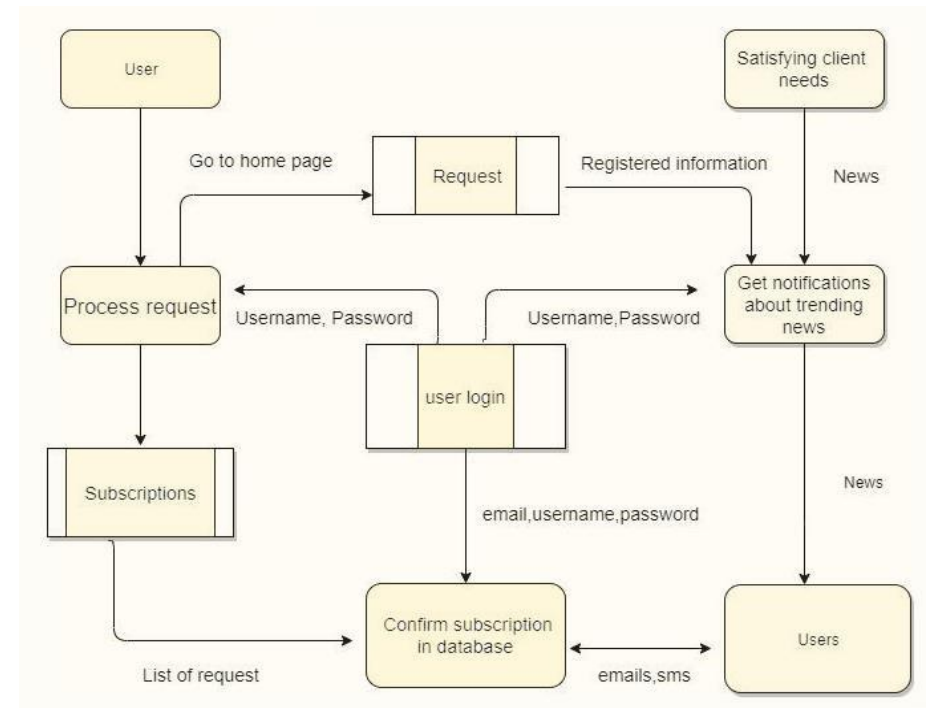 User
Satisfying client
needs
Go to home page
Request
Registered information
News
Process request
Get notifications
about trending
news
Username, Password
Username,Password
user login
Subscriptions
News
email,username,password
Confirm subscription
in database
Users
List of request
emails,sms